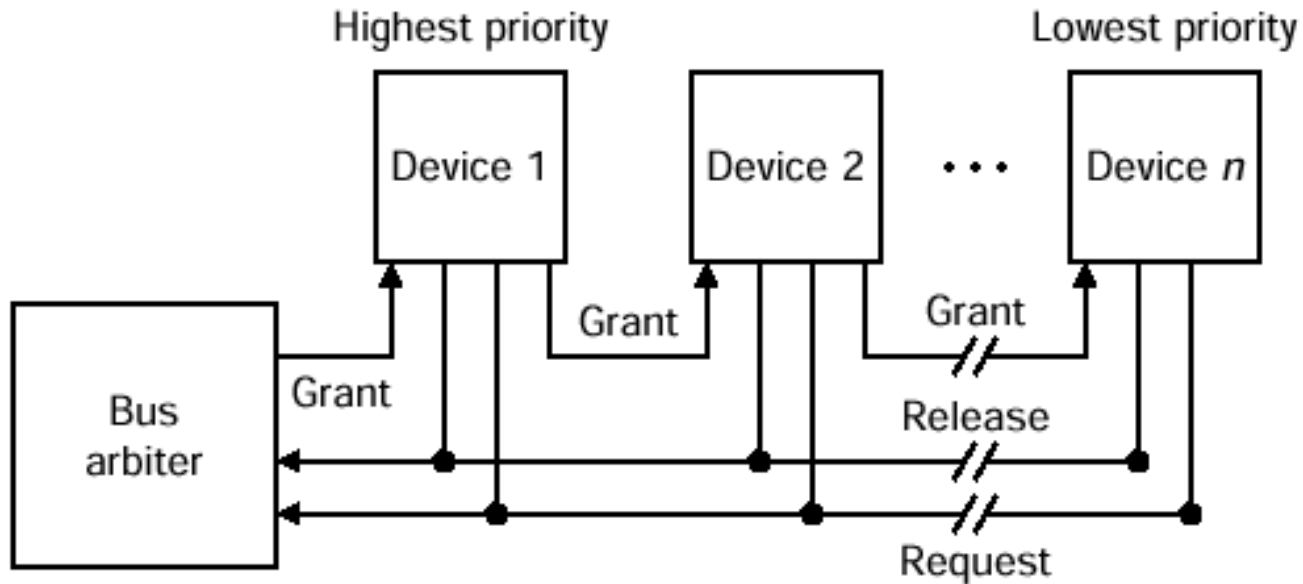 Highest priority
Lowest priority
Device 1
Device 2
• • •
Device n
Grant
Grant
Grant
Bus
arbiter
Release
Request